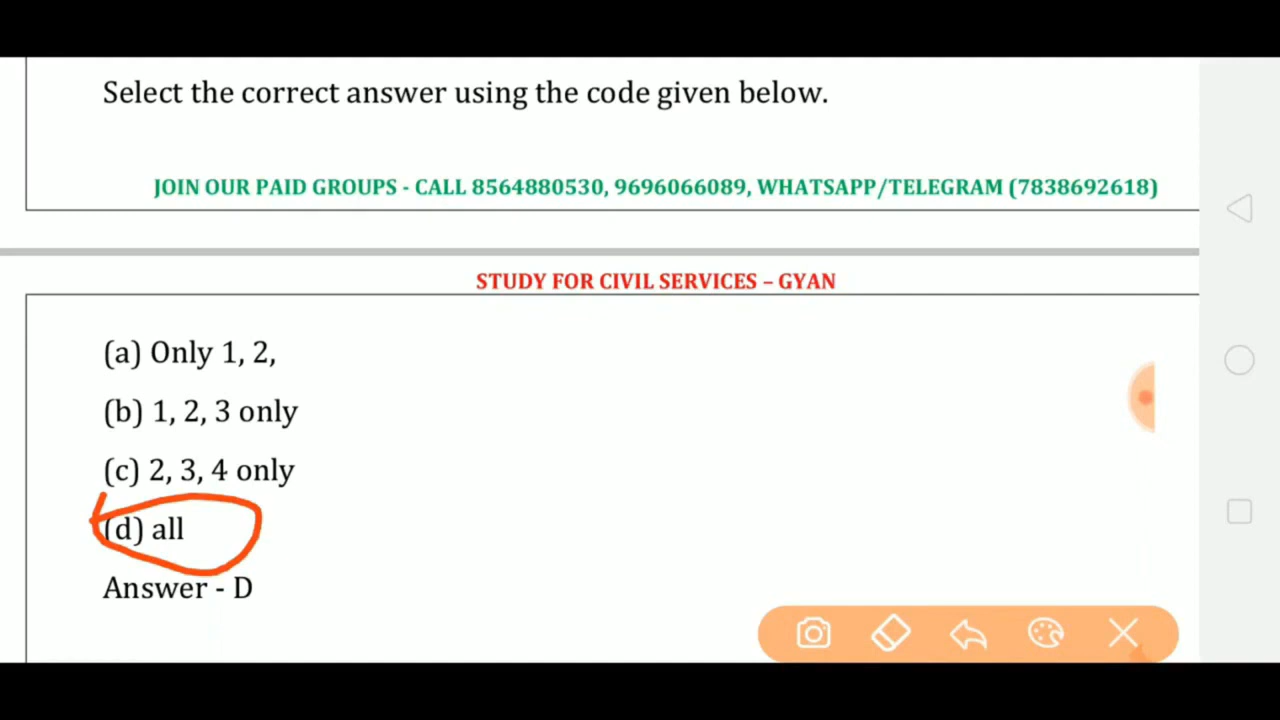 Select the correct answer using the code given below.
JOIN OUR PAID GROUPS - CALL 8564880530, 9696066089, WHATSAPP/TELEGRAM (7838692618)
STUDY FOR CIVIL SERVICES – GYAN
(a) Only 1, 2,
(b) 1, 2, 3 only
(c) 2, 3, 4 only
(d) all
Answer - D